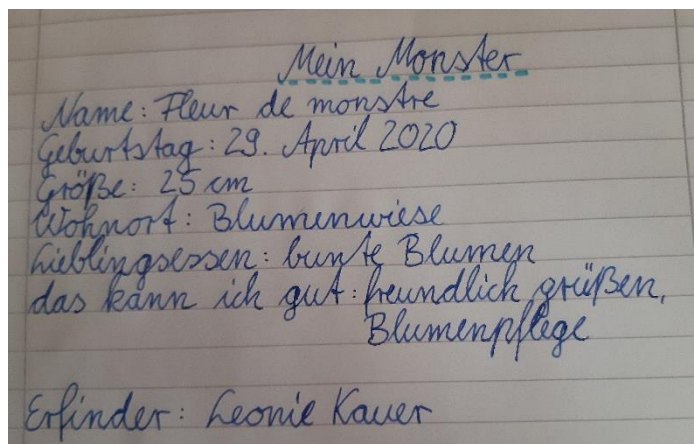 Mein Monster
Name: Fleur de monstre
Geburtstag: 29. April 2020
Größe: 25 cm
Wohnort: Blumenwiese
Lieblingsessen: bunte Blumen
das kann ich gut: freundlich grüßen,
Blumenpflege
Erfinder: Leonie Kauer